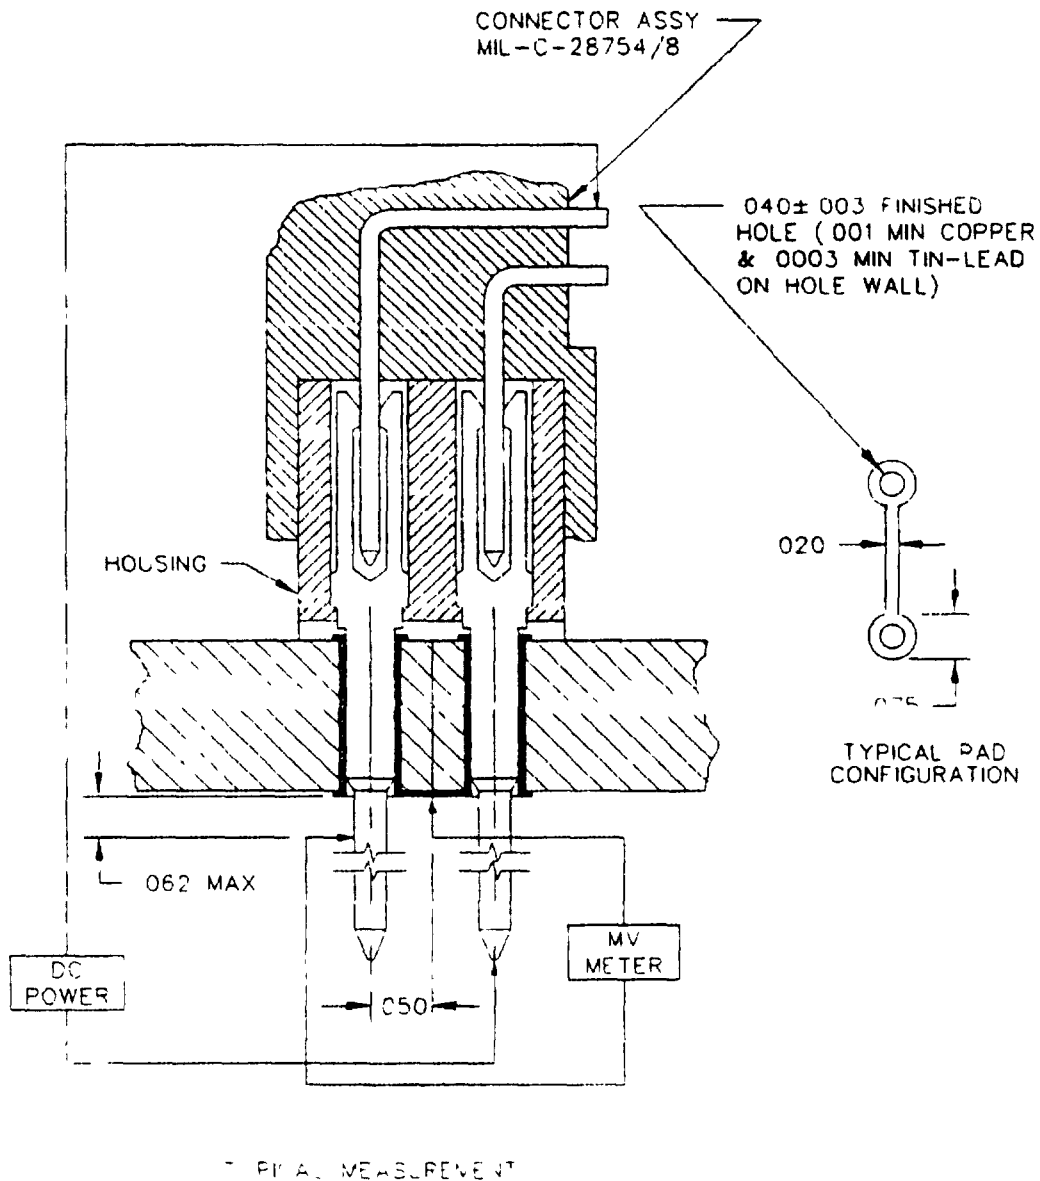 CONNECTOR ASSY
MIL-C-28754/8
040± 003 FINISHED
HOLE ( 001 MIN COPPER
& 0003 MIN TIN-LEAD
ON HOLE WALL)
HOUSING
020
TYPICAL PAD
CONFIGURATION
062 MAX
MV
METER
DC
POWER
050
MEASUREMENT